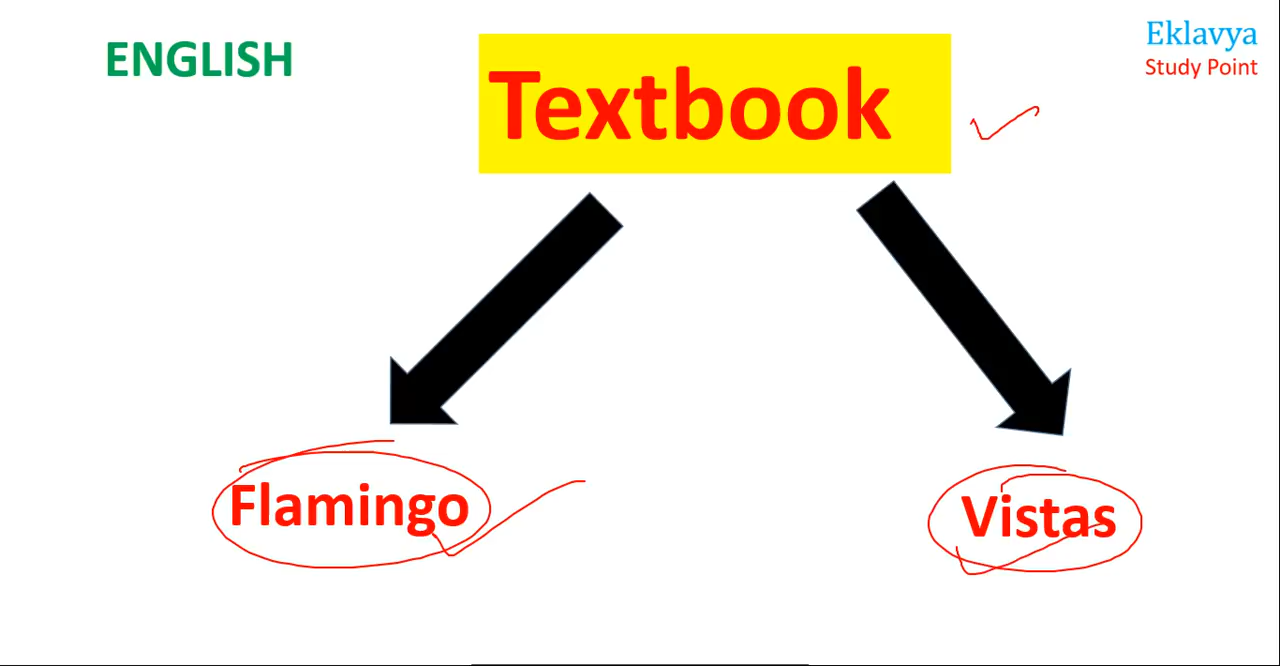 ENGLISH
Textbook
Eklavya
Study Point
Flamingo
Vistas